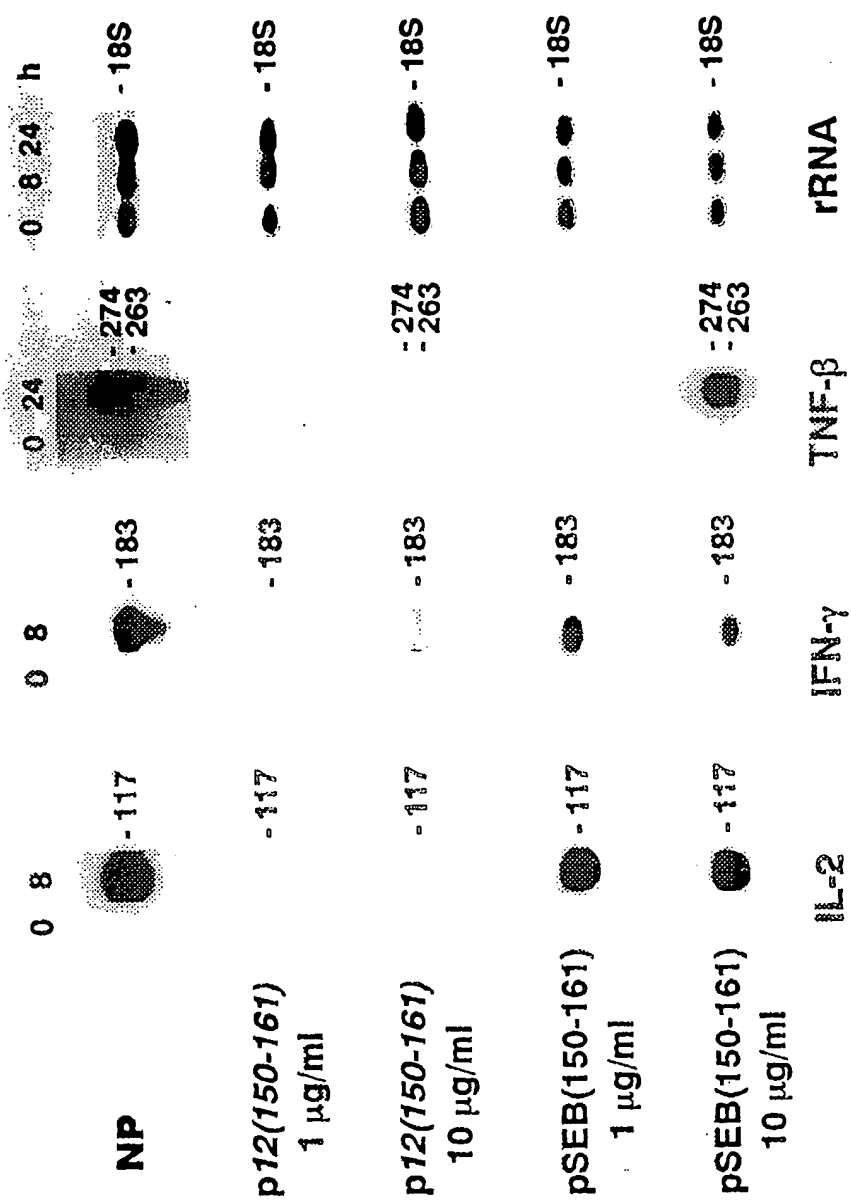 0 8 0 8 0 24 0 8 24 h
NP - 117 - 183 - 274 - 18S
- 263
p12(150-161) - 117 - 183 - 18S
1 µg/ml
p12(150-161) - 117 - 183 - 274 - 18S
10 µg/ml - 263
pSEB(150-161) - 117 - 183 - 18S
1 µg/ml
pSEB(150-161) - 117 - 183 - 274 - 18S
10 µg/ml - 263
IL-2 IFN-γ TNF-β rRNA